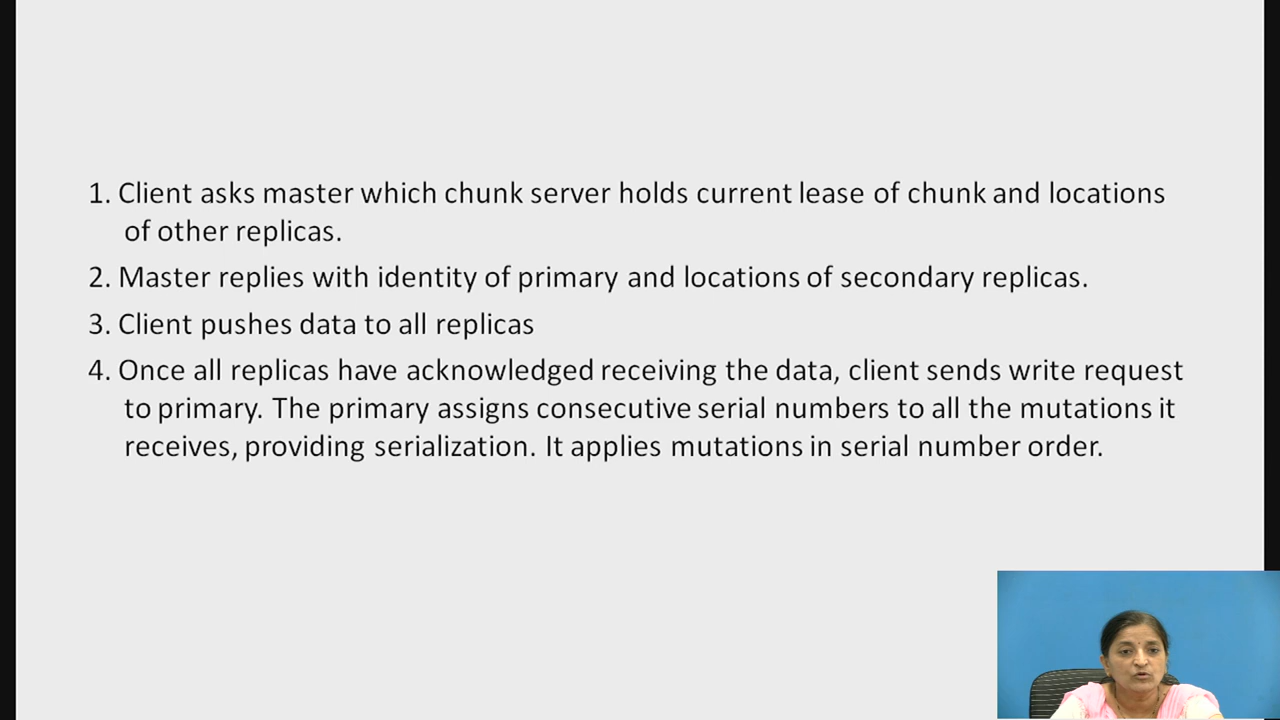 1. Client asks master which chunk server holds current lease of chunk and locations
of other replicas.
2. Master replies with identity of primary and locations of secondary replicas.
3. Client pushes data to all replicas
4. Once all replicas have acknowledged receiving the data, client sends write request
to primary. The primary assigns consecutive serial numbers to all the mutations it
receives, providing serialization. It applies mutations in serial number order.